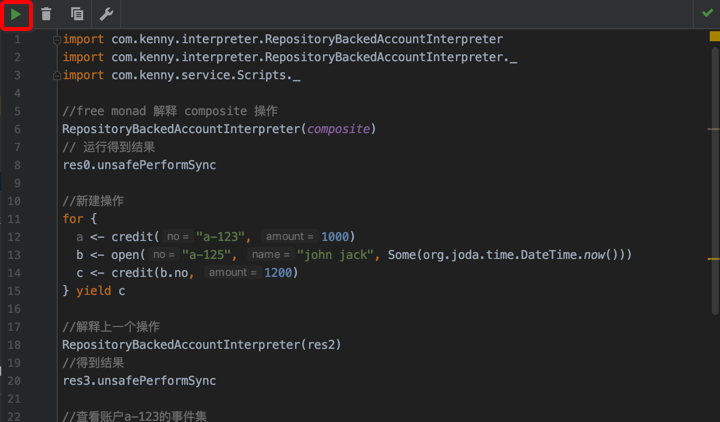 1 import com.kenny.interpreter.RepositoryBackedAccountInterpreter
2 import com.kenny.interpreter.RepositoryBackedAccountInterpreter._
3 import com.kenny.service.Scripts._
4
5 //free monad 解释 composite 操作
6 RepositoryBackedAccountInterpreter(composite)
7 // 运行得到结果
8 res0.unsafePerformSync
9
10 //新建操作
11 for {
12 a <- credit( no = "a-123", amount = 1000)
13 b <- open( no = "a-125", name = "john jack", Some(org.joda.time.DateTime.now()))
14 c <- credit(b.no, amount = 1200)
15 } yield c
16
17 //解释上一个操作
18 RepositoryBackedAccountInterpreter(res2)
19 //得到结果
20 res3.unsafePerformSync
21
22 //查看账户a-123的事件集